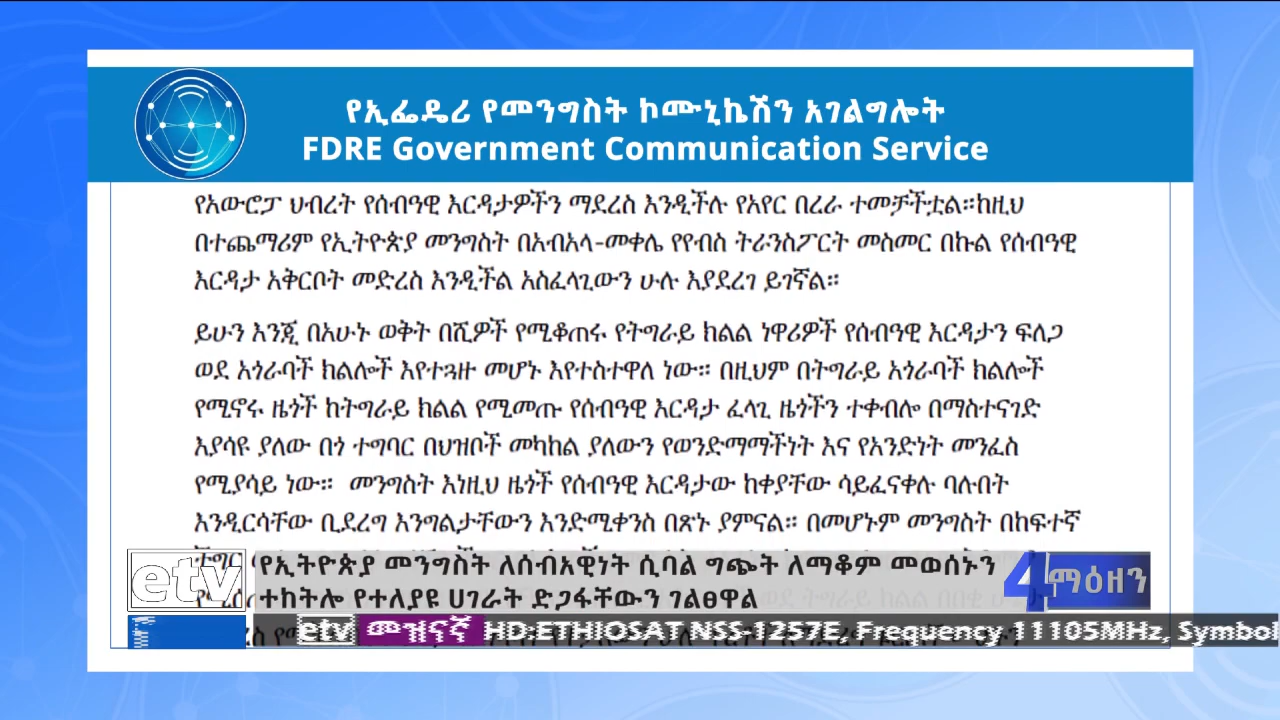 የኢፌዴሪ የመንግስት ኮሙኒኬሽን አገልግሎት
FDRE Government Communication Service
የአውሮፓ ህብረት የሰብዓዊ እርዳታዎችን ማደረስ እንዲችሉ የአየር በረራ ተመቻችቷል።ከዚህ
በተጨማሪም የኢትዮጵያ መንግስት በአብአላ-መቀሌ የየብስ ትራንስፖርት መስመር በኩል የሰብዓዊ
እርዳታ አቅርቦት መድረስ እንዲችል አስፈላጊውን ሁሉ እያደረገ ይገኛል።
ይሁን እንጂ በአሁኑ ወቅት በሺዎች የሚቆጠሩ የትግራይ ክልል ነዋሪዎች የሰብዓዊ እርዳታን ፍለጋ
ወደ አጎራባች ክልሎች እየተጓዙ መሆኑ እየተስተዋለ ነው። በዚህም በትግራይ አጎራባች ክልሎች
የሚኖሩ ዜጎች ከትግራይ ክልል የሚመጡ የሰብዓዊ እርዳታ ፈላጊ ዜጎችን ተቀብሎ በማስተናገድ
እያሳዩ ያለው በጎ ተግባር በህዝቦች መካከል ያለውን የወንድማማችነት እና የአንድነት መንፈስ
የሚያሳይ ነው። መንግስት እነዚህ ዜጎች የሰብዓዊ እርዳታው ከቀያቸው ሳይፈናቀሉ ባሉበት
እንዲርሳቸው ቢደረግ እንግልታቸውን እንድሚቀንስ በጽኑ ያምናል። በመሆኑም መንግስት በከፍተኛ
etv
የኢትዮጵያ መንግስት ለሰብአዊነት ሲባል ግጭት ለማቆም መወሰኑን
ተከትሎ የተለያዩ ሀገራት ድጋፋቸውን ገልፀዋል
4 ማዕዘን
etv መዝናኛ HD:ETHIOSAT NSS-1257E, Frequency 11105MHz, Symbol